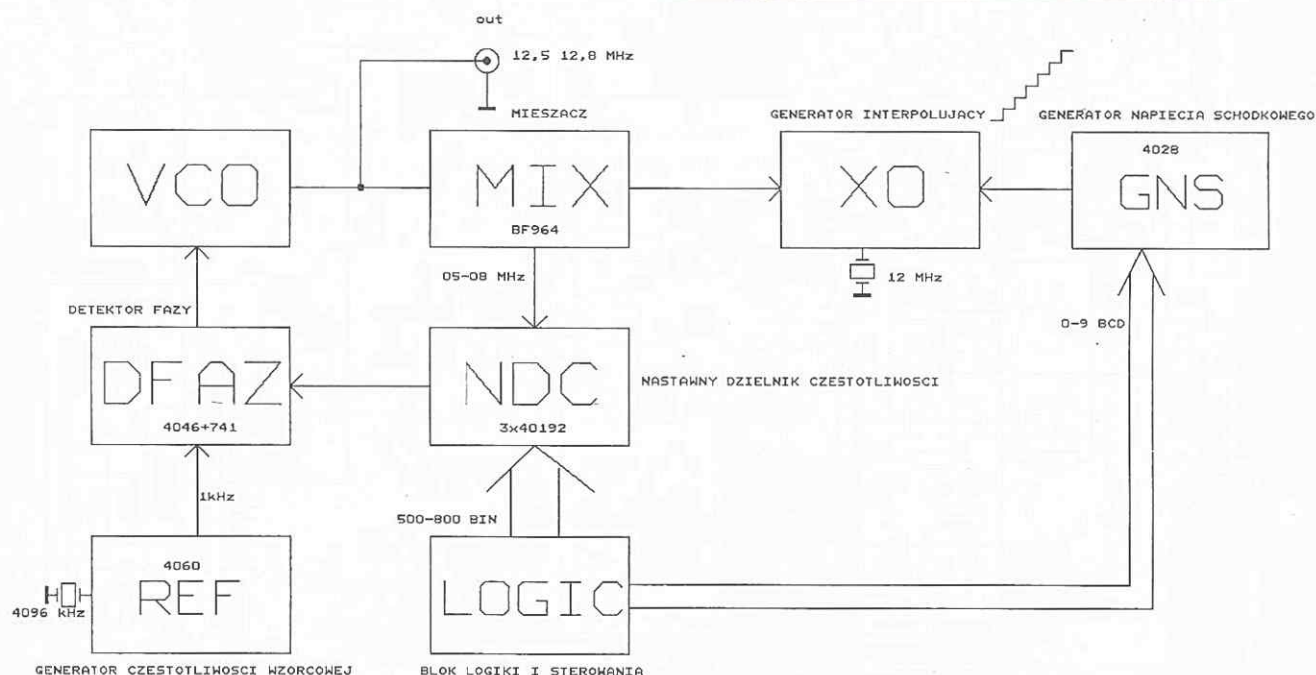 out
12,5 12,8 MHz
MIESZACZ
GENERATOR INTERPOLUJACY
GENERATOR NAPIECIA SCHODKOWEGO
VCO
MIX
BF964
XO
4028
GNS
05-08 MHz
12 MHz
DETEKTOR FAZY
0-9 BCD
DFAZ
4046+741
NDC
3x40192
NASTAWNY DZIELNIK CZESTOTLIWOSCI
1kHz
500-800 BIN
4060
REF
4096 kHz
LOGIC
GENERATOR CZESTOTLIWOSCI WZORCOWEJ
BLOK LOGIKI I STEROWANIA